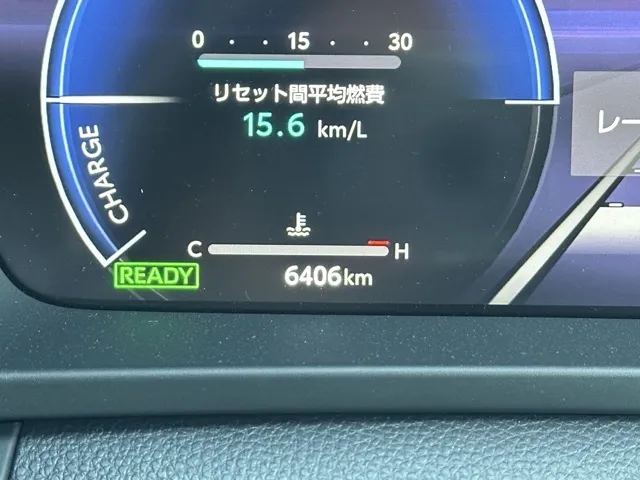 0 · · 15 · · 30
リセット間平均燃費
15.6 km/L
レー
CHARGE
C H
READY
6406km